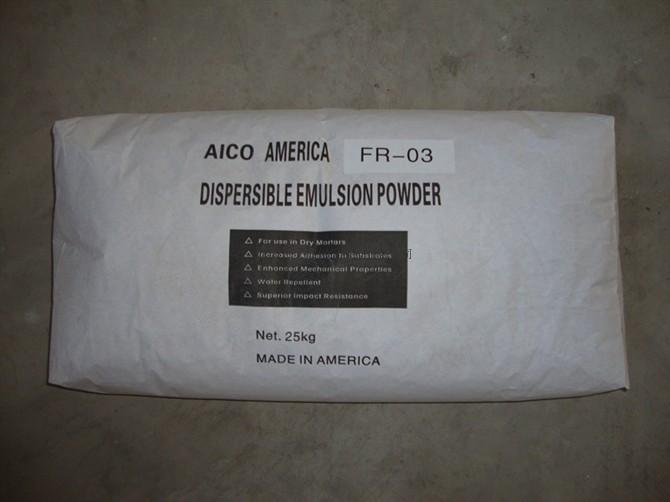 AICO AMERICA FR-03
DISPERSIBLE EMULSION POWDER
△ For use in Dry Mortars
△ Increased Adhesion to Substrates
△ Enhanced Mechanical Properties
△ Water Repellent
△ Superior Impact Resistance
Net. 25kg
MADE IN AMERICA